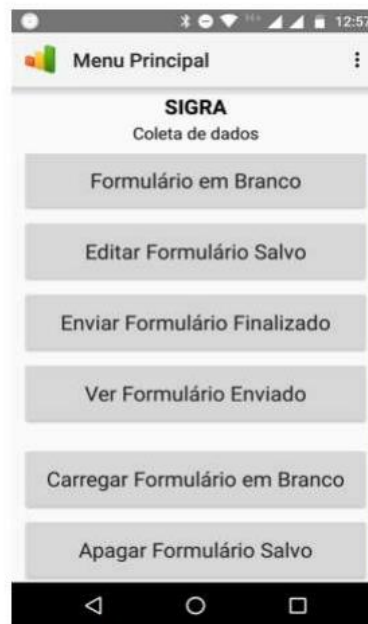 12:57
Menu Principal
SIGRA
Coleta de dados
Formulário em Branco
Editar Formulário Salvo
Enviar Formulário Finalizado
Ver Formulário Enviado
Carregar Formulário em Branco
Apagar Formulário Salvo